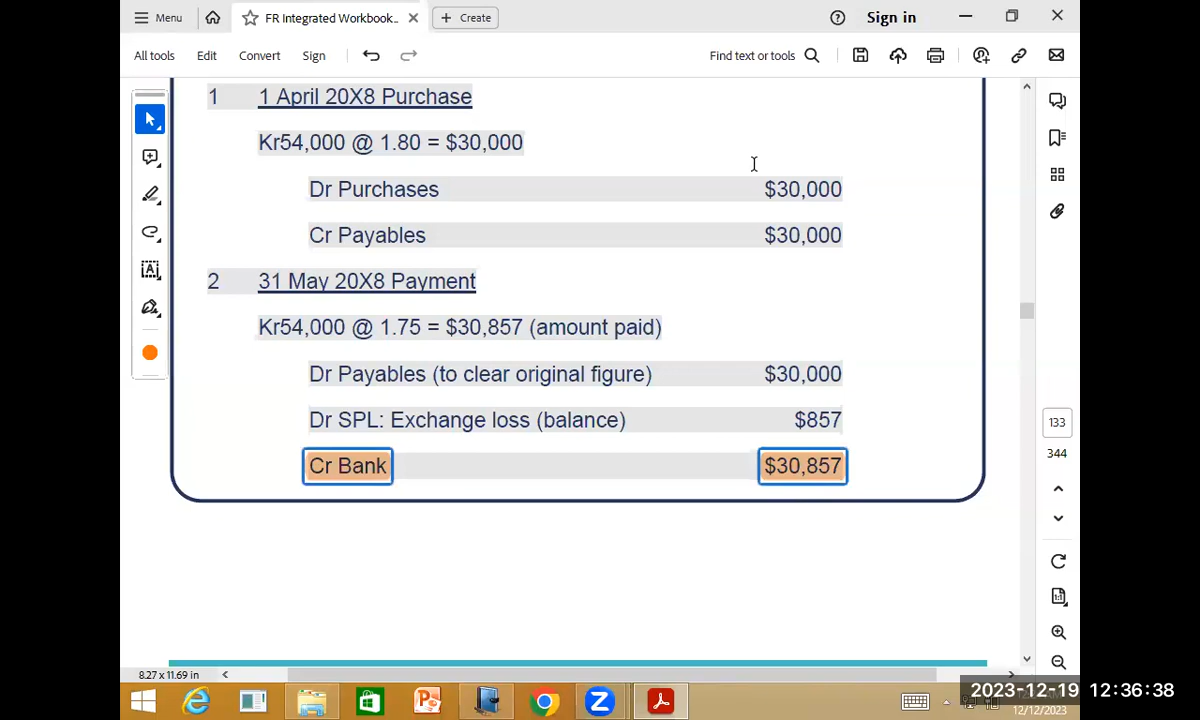 Menu
FR Integrated Workbook...
Create
Sign in
All tools
Edit
Convert
Sign
Find text or tools
1 1 April 20X8 Purchase
Kr54,000 @ 1.80 = $30,000
Dr Purchases $30,000
Cr Payables $30,000
2 31 May 20X8 Payment
Kr54,000 @ 1.75 = $30,857 (amount paid)
Dr Payables (to clear original figure) $30,000
Dr SPL: Exchange loss (balance) $857
Cr Bank $30,857
133
344
8.27 x 11.69 in
2023-12-19 12:36:38
12/12/2023